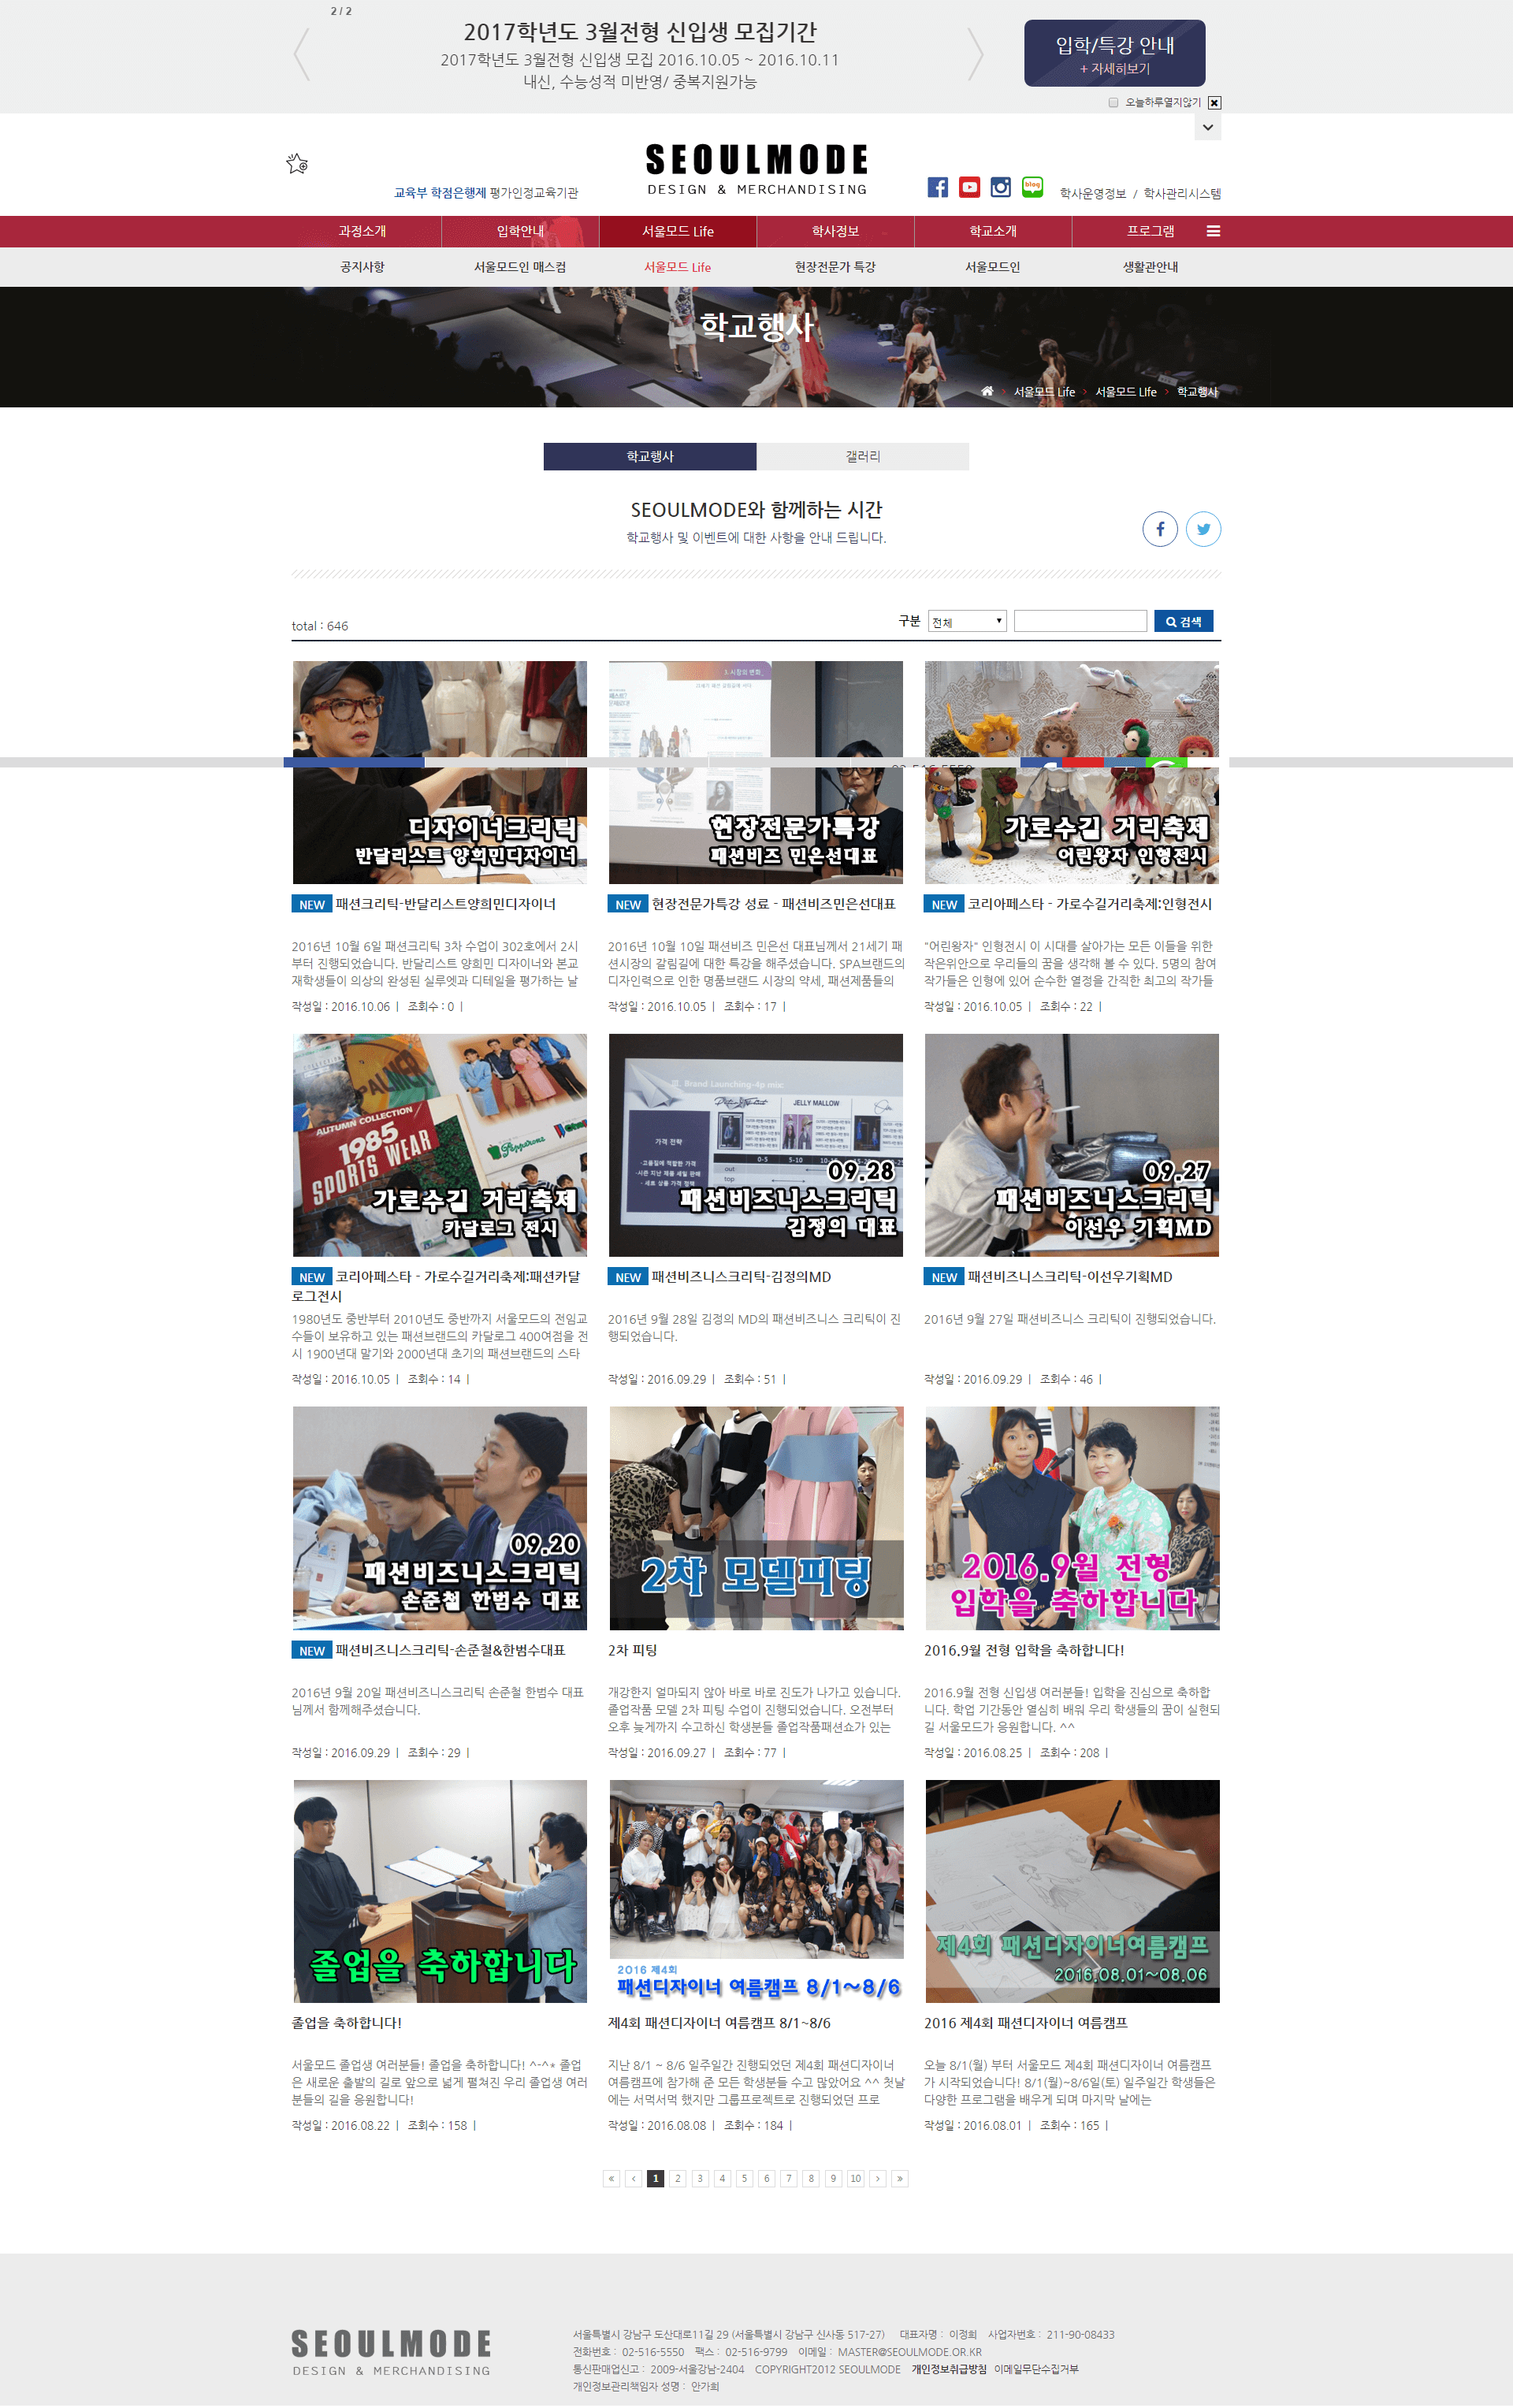 2 / 2
2017학년도 3월전형 신입생 모집기간
2017학년도 3월전형 신입생 모집 2016.10.05 ~ 2016.10.11
내신, 수능성적 미반영/ 중복지원가능
입학/특강 안내
+ 자세히보기
오늘하루열지않기
SEOULMODE
DESIGN & MERCHANDISING
교육부 학점은행제 평가인정교육기관
blog
학사운영정보 / 학사관리시스템
과정소개 입학안내 서울모드 Life 학사정보 학교소개 프로그램
공지사항 서울모드인 매스컴 서울모드 Life 현장전문가 특강 서울모드인 생활관안내
학교행사
서울모드 Life > 서울모드 LIfe > 학교행사
학교행사 갤러리
SEOULMODE와 함께하는 시간
학교행사 및 이벤트에 대한 사항을 안내 드립니다.
total : 646
구분 전체 검색
디자이너크리틱
반달리스트 양희민디자이너
1.시장의 변화
현장전문가특강
패션비즈 민은선대표
가로수길 거리축제
어린왕자 인형전시
NEW 패션크리틱-반달리스트양희민디자이너
2016년 10월 6일 패션크리틱 3차 수업이 302호에서 2시
부터 진행되었습니다. 반달리스트 양희민 디자이너와 본교
재학생들이 의상의 완성된 실루엣과 디테일을 평가하는 날
작성일 : 2016.10.06 | 조회수 : 0 |
NEW 현장전문가특강 성료 - 패션비즈민은선대표
2016년 10월 10일 패션비즈 민은선 대표님께서 21세기 패
션시장의 갈림길에 대한 특강을 해주셨습니다. SPA브랜드의
디자인력으로 인한 명품브랜드 시장의 약세, 패션제품들의
작성일 : 2016.10.05 | 조회수 : 17 |
NEW 코리아페스타 - 가로수길거리축제:인형전시
"어린왕자" 인형전시 이 시대를 살아가는 모든 이들을 위한
작은위안으로 우리들의 꿈을 생각해 볼 수 있다. 5명의 참여
작가들은 인형에 있어 순수한 열정을 간직한 최고의 작가들
작성일 : 2016.10.05 | 조회수 : 22 |
PALMER
AUTUMN COLLECTION
1985
SPORTS WEAR
Pepperoni
가로수길 거리축제
카달로그 전시
Ⅲ. Brand Launching-4p mix:
JELLY MALLOW
가격 전략
0-5 5-10
out
top
09.28
패션비즈니스크리틱
김정의 대표
09.27
패션비즈니스크리틱
이선우 기획MD
NEW 코리아페스타 - 가로수길거리축제:패션카달
로그전시
1980년도 중반부터 2010년도 중반까지 서울모드의 전임교
수들이 보유하고 있는 패션브랜드의 카달로그 400여점을 전
시 1900년대 말기와 2000년대 초기의 패션브랜드의 스타
작성일 : 2016.10.05 | 조회수 : 14 |
NEW 패션비즈니스크리틱-김정의MD
2016년 9월 28일 김정의 MD의 패션비즈니스 크리틱이 진
행되었습니다.
작성일 : 2016.09.29 | 조회수 : 51 |
NEW 패션비즈니스크리틱-이선우기획MD
2016년 9월 27일 패션비즈니스 크리틱이 진행되었습니다.
작성일 : 2016.09.29 | 조회수 : 46 |
09.20
패션비즈니스크리틱
손준철 한범수 대표
2차 모델피팅
2016.9월 전형
입학을 축하합니다
NEW 패션비즈니스크리틱-손준철&한범수대표
2016년 9월 20일 패션비즈니스크리틱 손준철 한범수 대표
님께서 함께해주셨습니다.
작성일 : 2016.09.29 | 조회수 : 29 |
2차 피팅
개강한지 얼마되지 않아 바로 바로 진도가 나가고 있습니다.
졸업작품 모델 2차 피팅 수업이 진행되었습니다. 오전부터
오후 늦게까지 수고하신 학생분들 졸업작품패션쇼가 있는
작성일 : 2016.09.27 | 조회수 : 77 |
2016.9월 전형 입학을 축하합니다!
2016.9월 전형 신입생 여러분들! 입학을 진심으로 축하합
니다. 학업 기간동안 열심히 배워 우리 학생들의 꿈이 실현되
길 서울모드가 응원합니다. ^^
작성일 : 2016.08.25 | 조회수 : 208 |
졸업을 축하합니다
2016 제4회
패션디자이너 여름캠프 8/1~8/6
제4회 패션디자이너여름캠프
2016.08.01~08.06
졸업을 축하합니다!
서울모드 졸업생 여러분들! 졸업을 축하합니다! ^-^* 졸업
은 새로운 출발의 길로 앞으로 넓게 펼쳐진 우리 졸업생 여러
분들의 길을 응원합니다!
작성일 : 2016.08.22 | 조회수 : 158 |
제4회 패션디자이너 여름캠프 8/1~8/6
지난 8/1 ~ 8/6 일주일간 진행되었던 제4회 패션디자이너
여름캠프에 참가해 준 모든 학생분들 수고 많았어요 ^^ 첫날
에는 서먹서먹 했지만 그룹프로젝트로 진행되었던 프로
작성일 : 2016.08.08 | 조회수 : 184 |
2016 제4회 패션디자이너 여름캠프
오늘 8/1(월) 부터 서울모드 제4회 패션디자이너 여름캠프
가 시작되었습니다! 8/1(월)~8/6일(토) 일주일간 학생들은
다양한 프로그램을 배우게 되며 마지막 날에는
작성일 : 2016.08.01 | 조회수 : 165 |
« ‹ 1 2 3 4 5 6 7 8 9 10 › »
SEOULMODE
DESIGN & MERCHANDISING
서울특별시 강남구 도산대로11길 29 (서울특별시 강남구 신사동 517-27) 대표자명 : 이정희 사업자번호 : 211-90-08433
전화번호 : 02-516-5550 팩스 : 02-516-9799 이메일 : MASTER@SEOULMODE.OR.KR
통신판매업신고 : 2009-서울강남-2404 COPYRIGHT2012 SEOULMODE 개인정보취급방침 이메일무단수집거부
개인정보관리책임자 성명 : 안가희